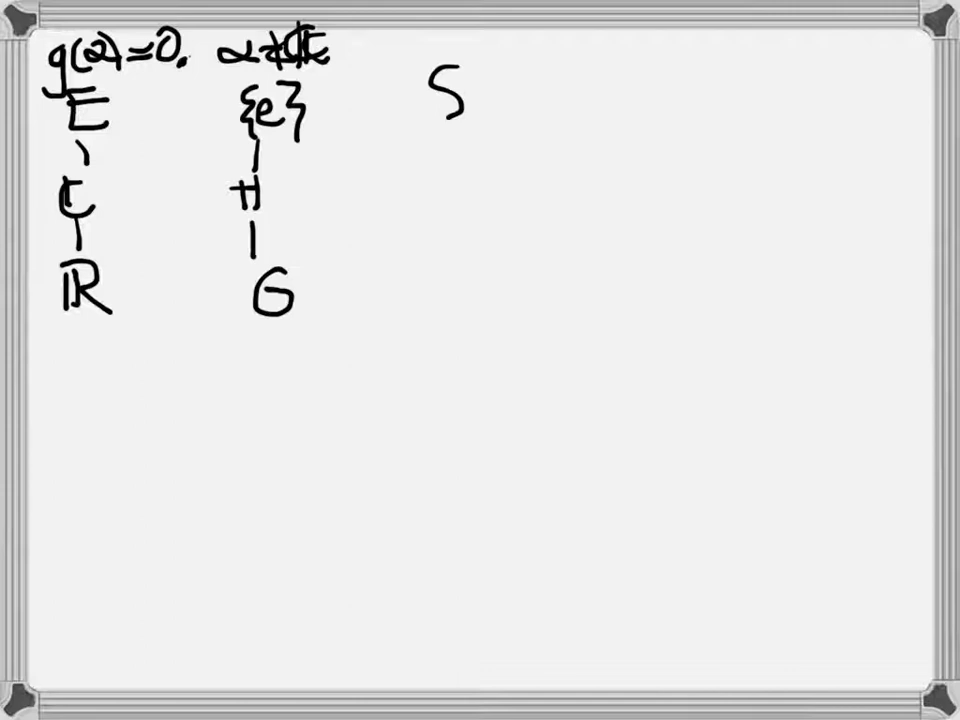 g(α)=0.
E {e} S
ℂ H
ℝ G